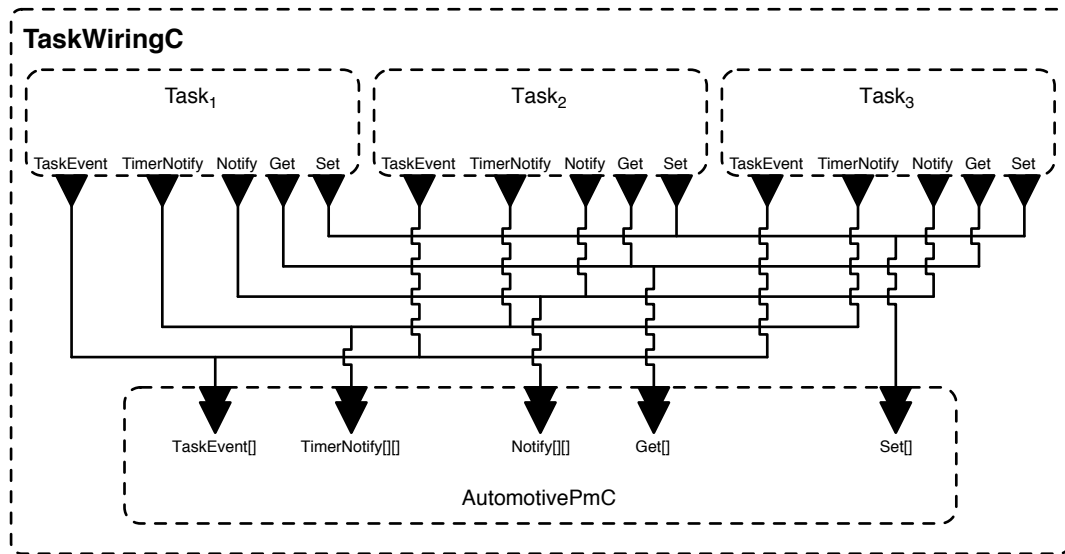 TaskWiringC
Task₁ Task₂ Task₃
TaskEvent TimerNotify Notify Get Set TaskEvent TimerNotify Notify Get Set TaskEvent TimerNotify Notify Get Set
TaskEvent[] TimerNotify[][] Notify[][] Get[] Set[]
AutomotivePmC